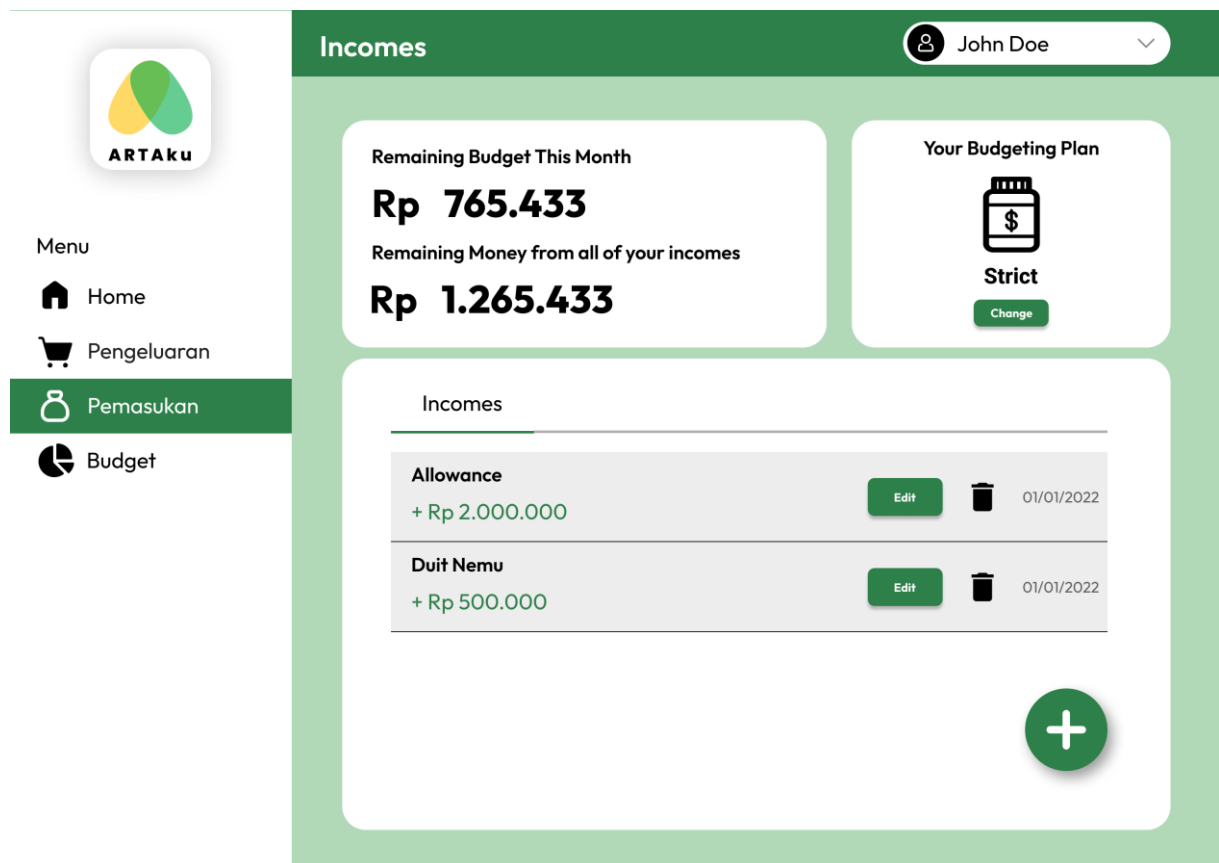 ARTAku
Menu
Home
Pengeluaran
Pemasukan
Budget
Incomes
John Doe
Remaining Budget This Month
Rp 765.433
Remaining Money from all of your incomes
Rp 1.265.433
Your Budgeting Plan
$
Strict
Change
Incomes
Allowance
+ Rp 2.000.000
Edit
01/01/2022
Duit Nemu
+ Rp 500.000
Edit
01/01/2022